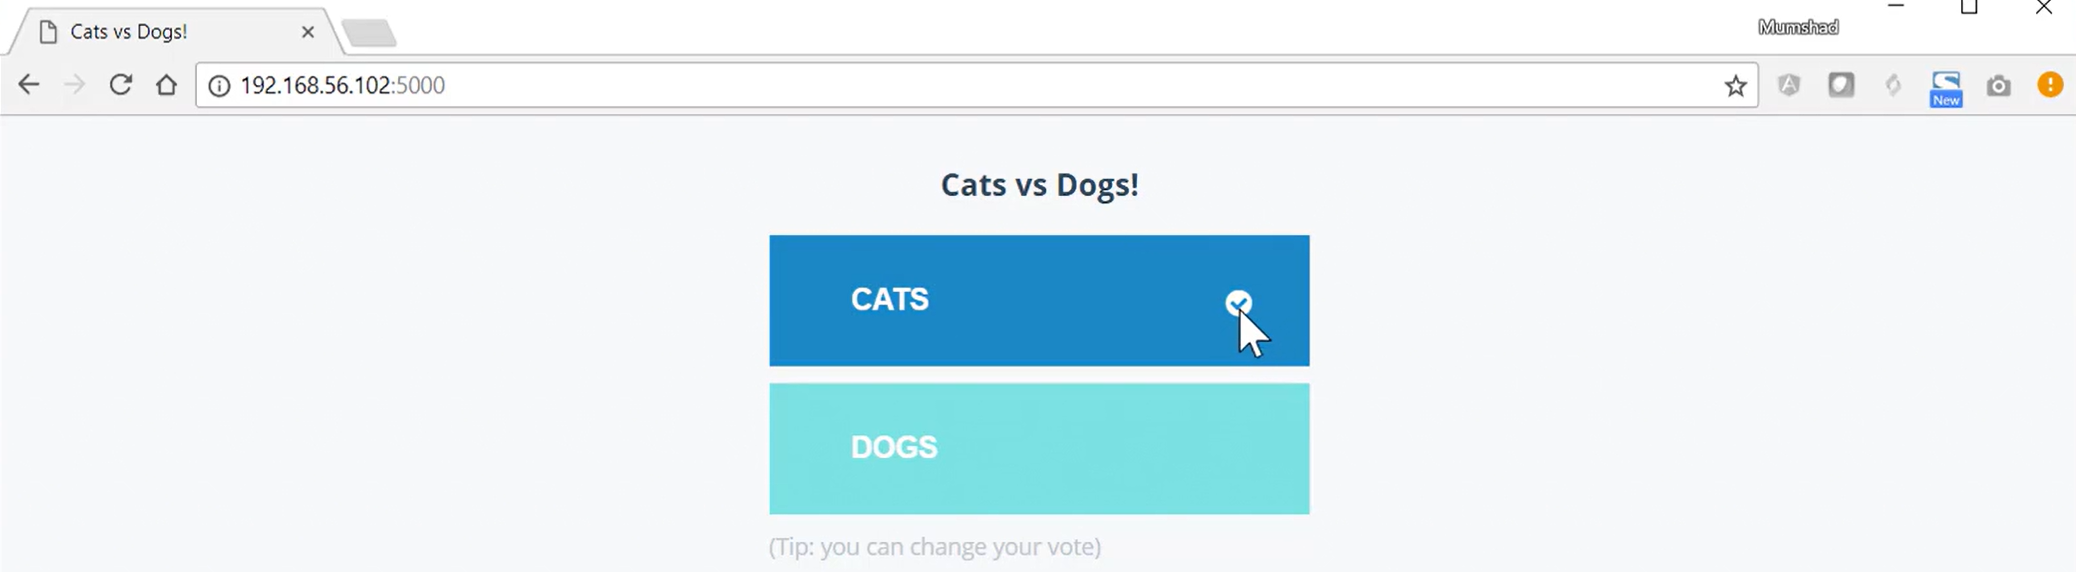 Cats vs Dogs!
Mumshad
192.168.56.102:5000
New
Cats vs Dogs!
CATS
DOGS
(Tip: you can change your vote)